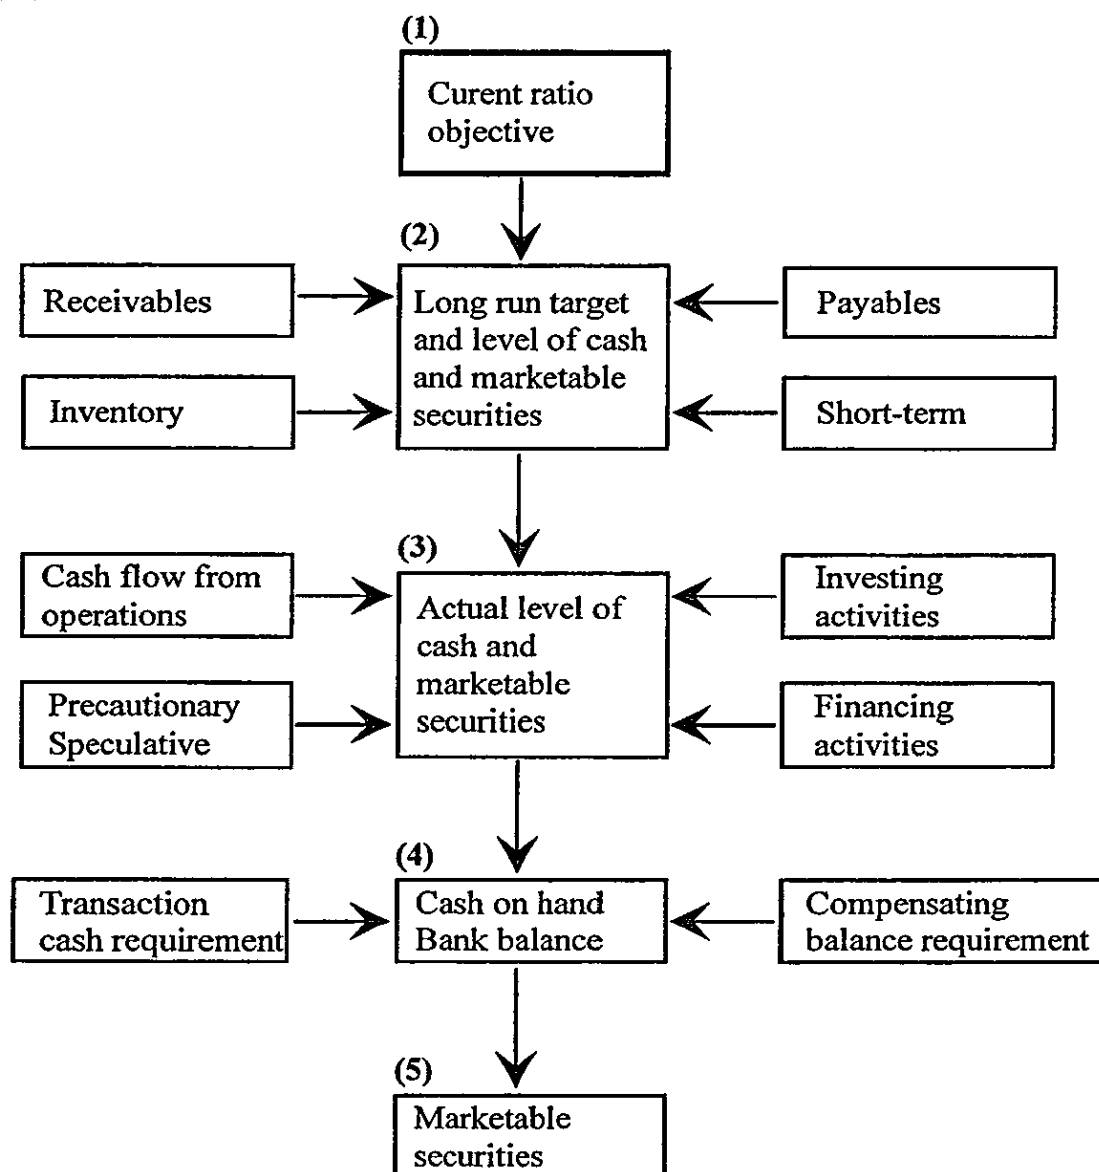 (1)
Curent ratio
objective
(2)
Receivables
Long run target
and level of cash
and marketable
securities
Payables
Inventory
Short-term
(3)
Cash flow from
operations
Actual level of
cash and
marketable
securities
Investing
activities
Precautionary
Speculative
Financing
activities
(4)
Transaction
cash requirement
Cash on hand
Bank balance
Compensating
balance requirement
(5)
Marketable
securities